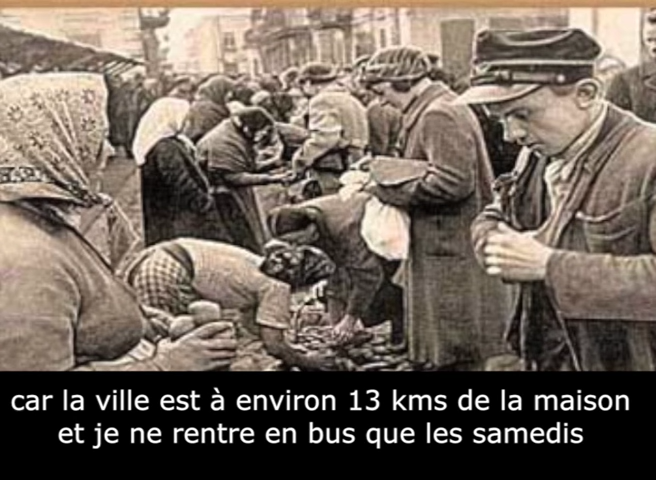 car la ville est à environ 13 kms de la maison
et je ne rentre en bus que les samedis